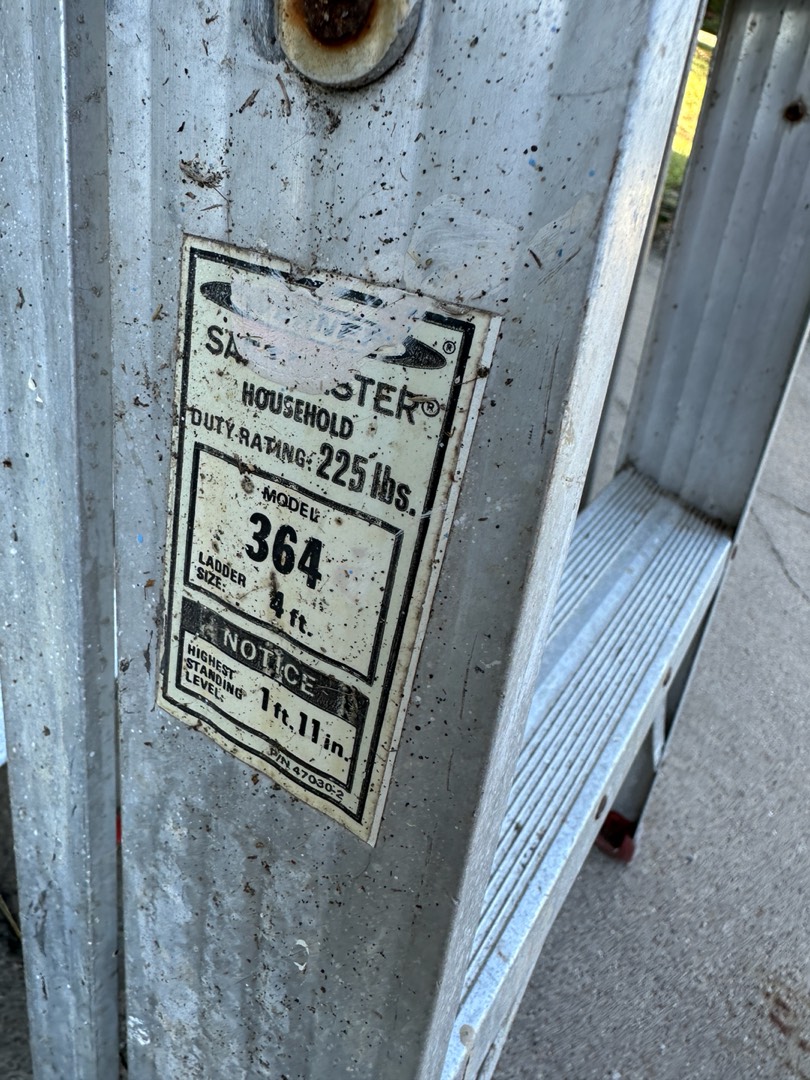 ®
HOUSEHOLD
DUTY RATING: 225 lbs.
MODEL
364
LADDER
SIZE: 4 ft.
NOTICE
HIGHEST
STANDING
LEVEL: 1 ft. 11 in.
P/N 47030-2